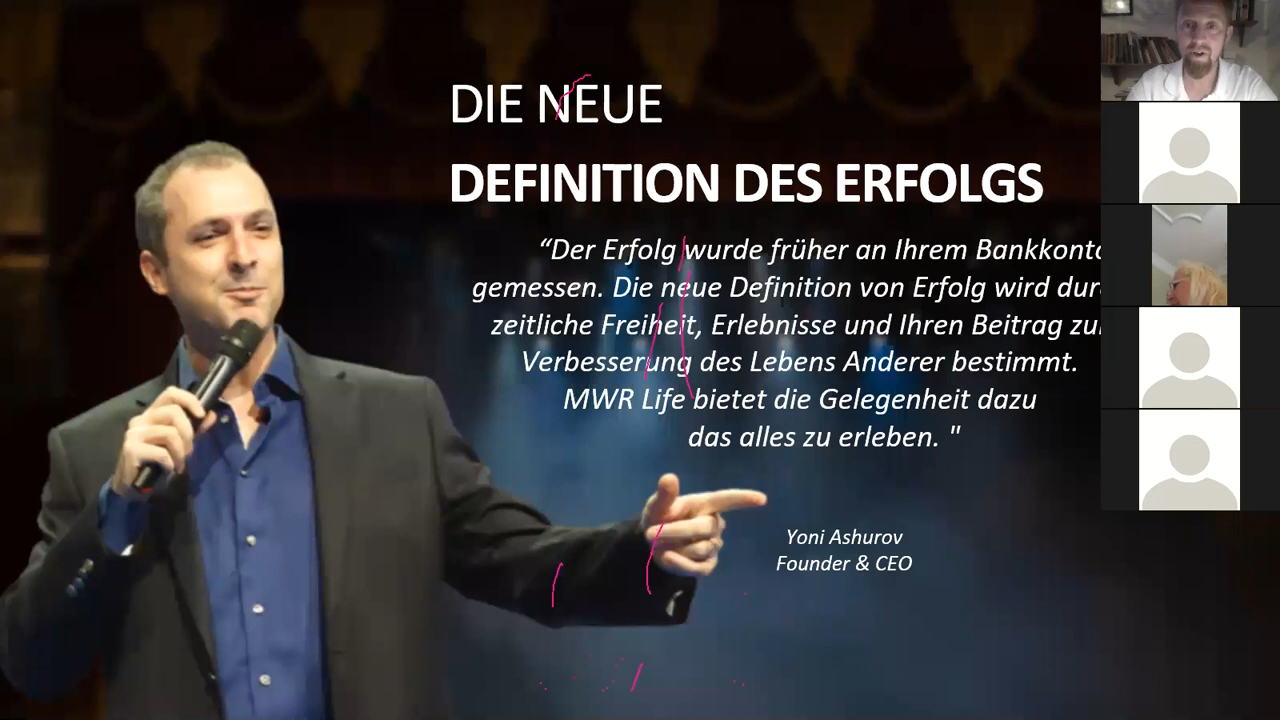 DIE NEUE
DEFINITION DES ERFOLGS
“Der Erfolg wurde früher an Ihrem Bankkonto
gemessen. Die neue Definition von Erfolg wird
zeitliche Freiheit, Erlebnisse und Ihren Beitrag
Verbesserung des Lebens Anderer bestimmt.
MWR Life bietet die Gelegenheit dazu
das alles zu erleben. "
Yoni Ashurov
Founder & CEO